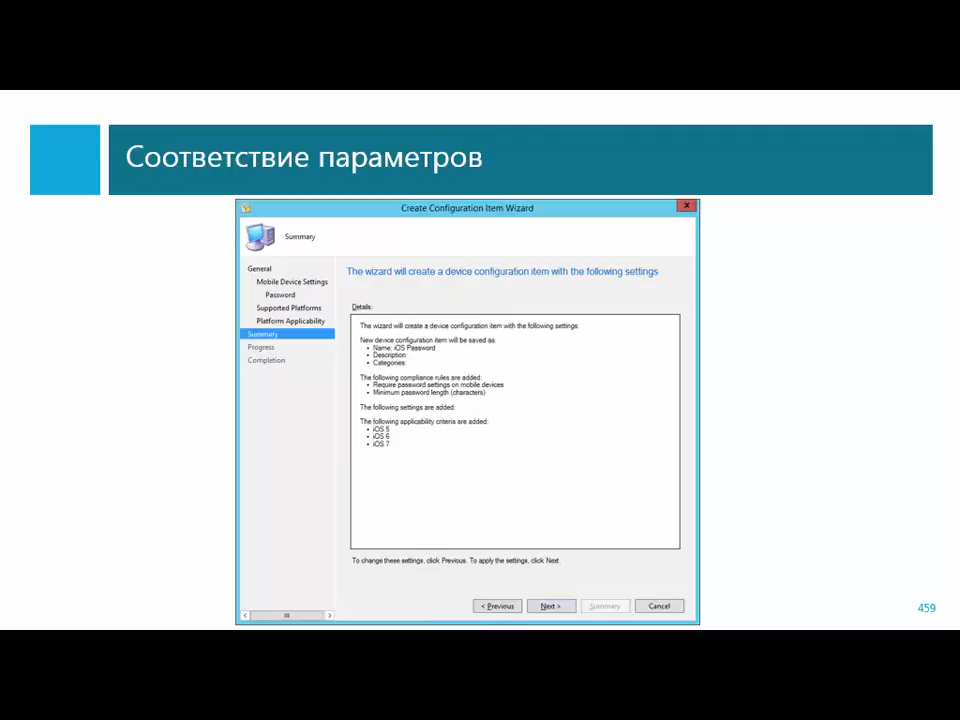 Соответствие параметров
Create Configuration Item Wizard
x
Summary
General
Mobile Device Settings
Password
Supported Platforms
Platform Applicability
Summary
Progress
Completion
The wizard will create a device configuration item with the following settings
Details:
The wizard will create a device configuration item with the following settings:
New device configuration item will be saved as:
• Name: iOS Password
• Description:
• Categories:
The following compliance rules are added:
• Require password settings on mobile devices
• Minimum password length (characters)
The following settings are added:
The following applicability criteria are added:
• iOS 5
• iOS 6
• iOS 7
To change these settings, click Previous. To apply the settings, click Next.
< Previous
Next >
Summary
Cancel
459